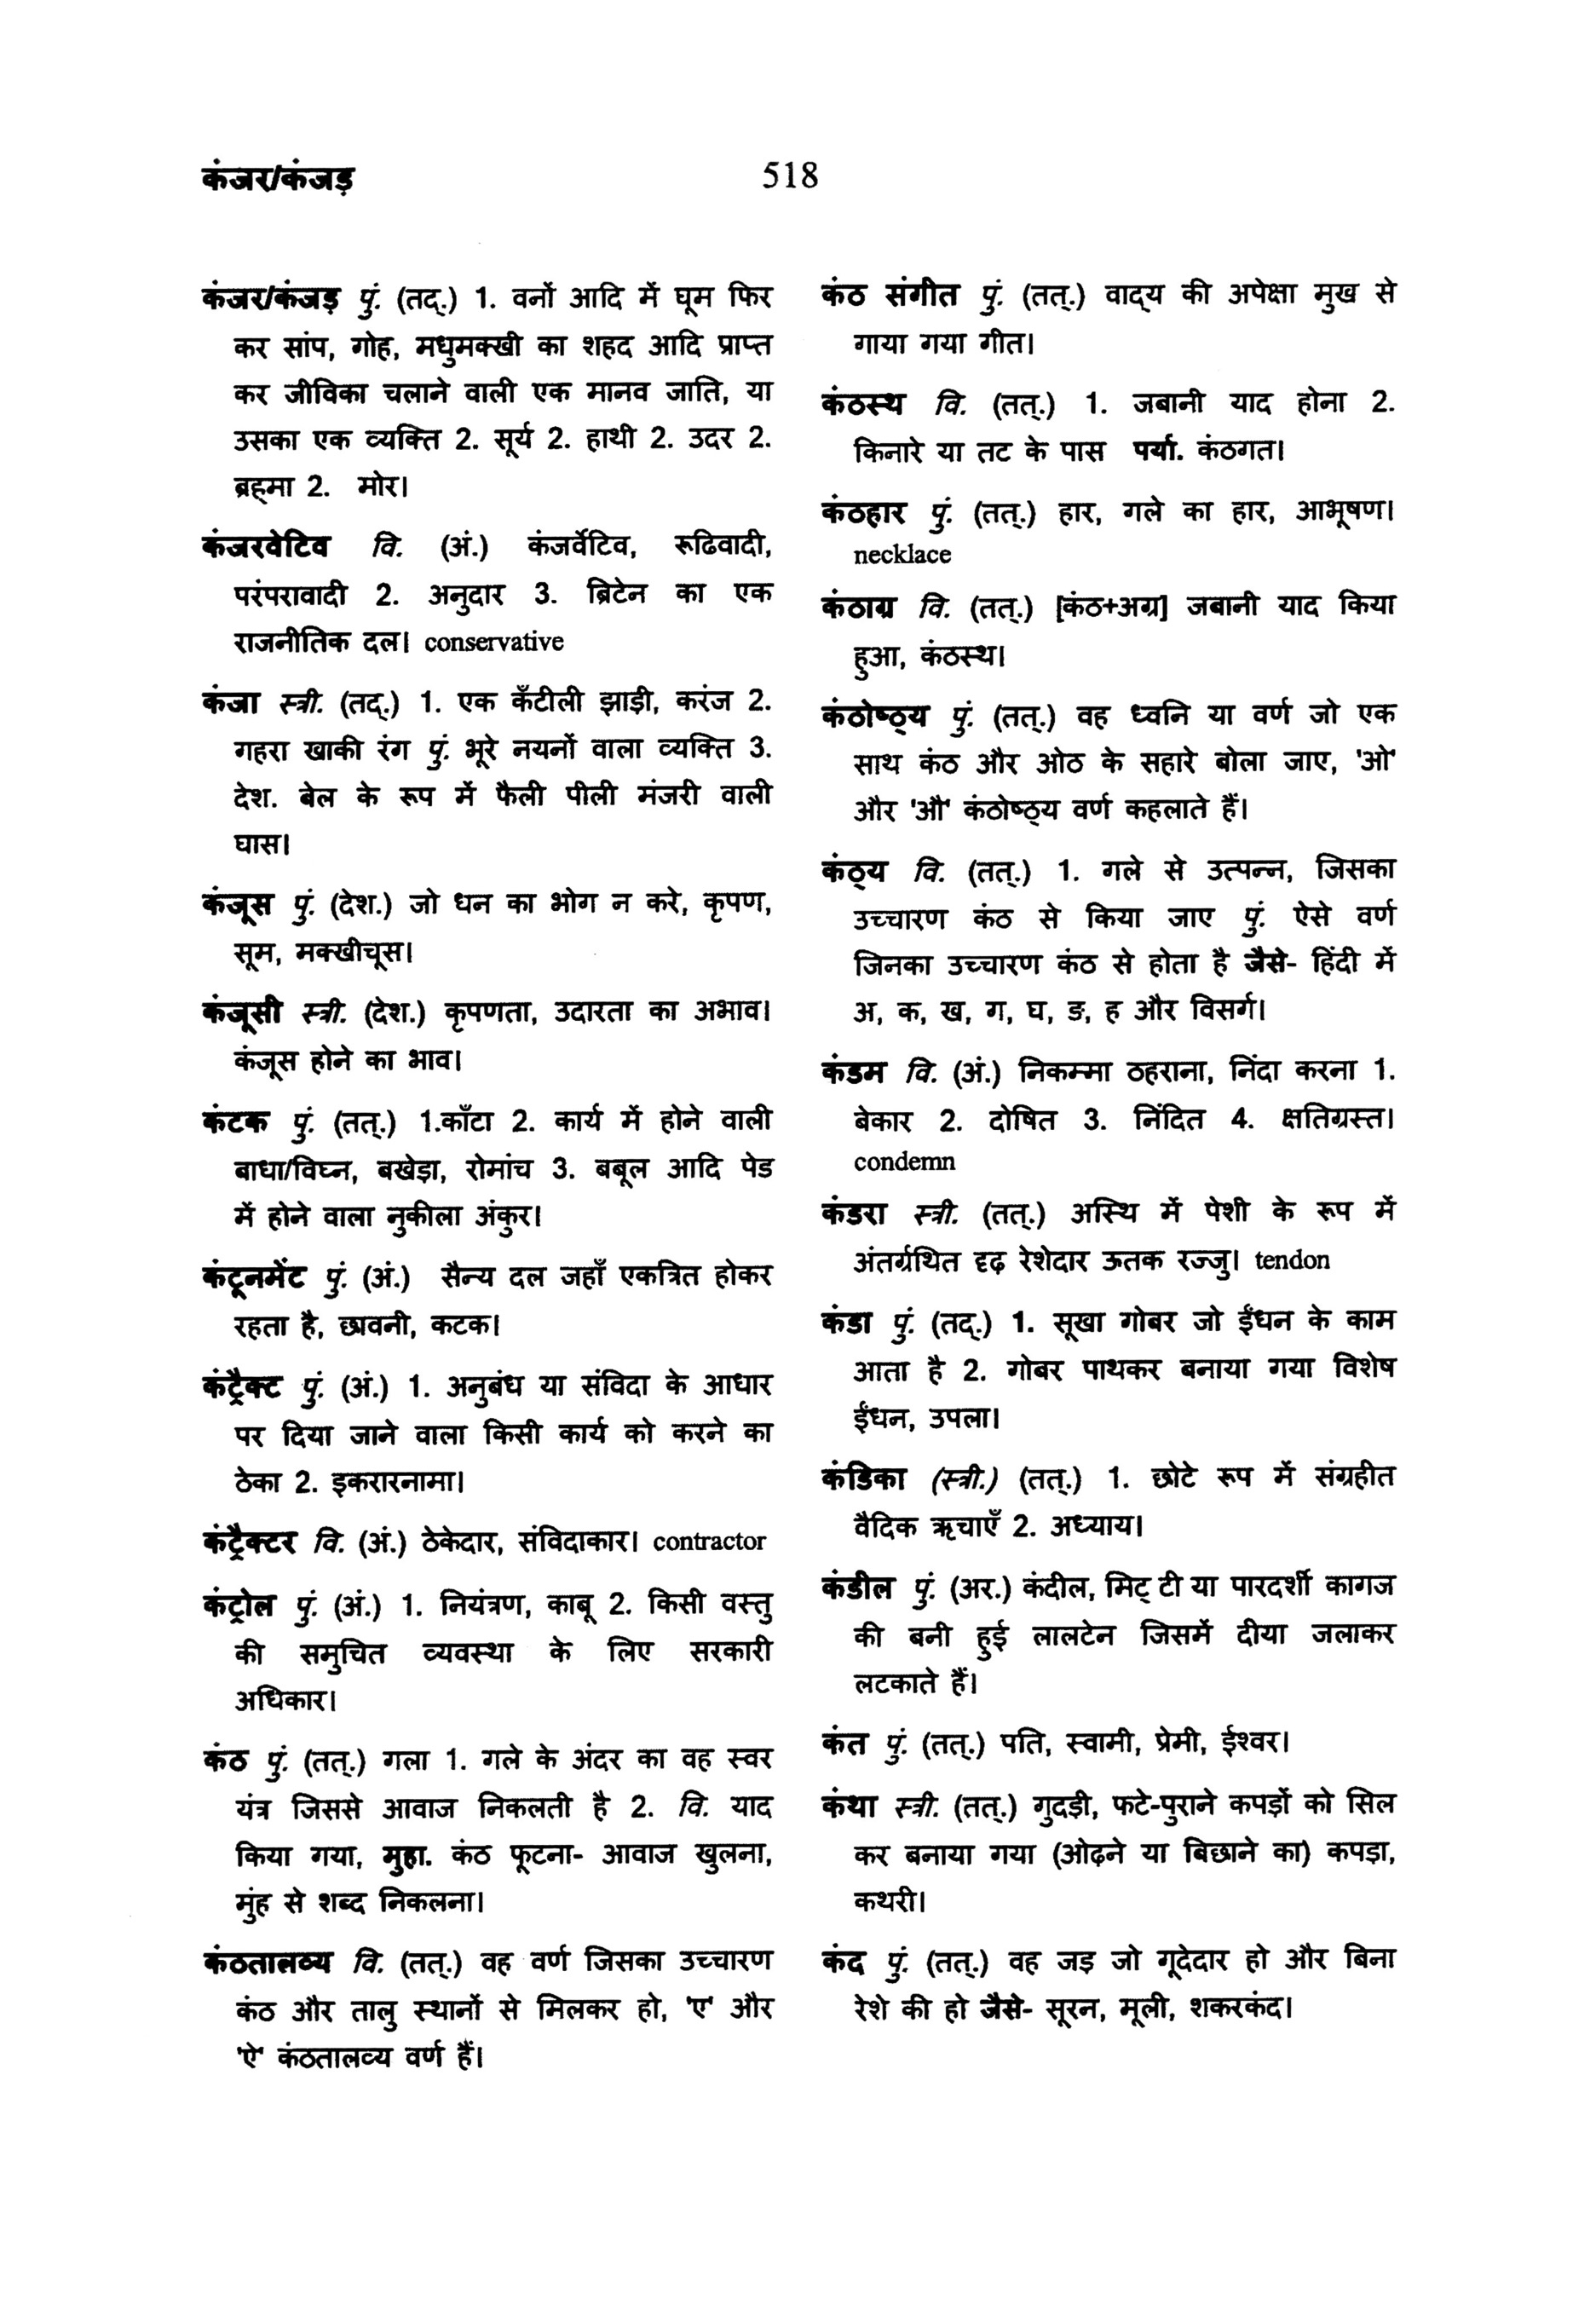 कंजर/कंजड़
518
कंजर/कंजड़ पुं. (तद्.) 1. वनों आदि में घूम फिर
कर सांप, गोह, मधुमक्खी का शहद आदि प्राप्त
कर जीविका चलाने वाली एक मानव जाति, या
उसका एक व्यक्ति 2. सूर्य 2. हाथी 2. उदर 2.
ब्रह्मा 2. मोर।
कंजरवेटिव वि. (अं.) कंजर्वेटिव, रूढिवादी,
परंपरावादी 2. अनुदार 3. ब्रिटेन का एक
राजनीतिक दल। conservative
कंजा स्त्री. (तद्.) 1. एक कँटीली झाड़ी, करंज 2.
गहरा खाकी रंग पुं. भूरे नयनों वाला व्यक्ति 3.
देश. बेल के रूप में फैली पीली मंजरी वाली
घास।
कंजूस पुं. (देश.) जो धन का भोग न करे, कृपण,
सूम, मक्खीचूस।
कंजूसी स्त्री. (देश.) कृपणता, उदारता का अभाव।
कंजूस होने का भाव।
कंटक पुं. (तत्.) 1.काँटा 2. कार्य में होने वाली
बाधा/विघ्न, बखेड़ा, रोमांच 3. बबूल आदि पेड
में होने वाला नुकीला अंकुर।
कंटूनमेंट पुं. (अं.) सैन्य दल जहाँ एकत्रित होकर
रहता है, छावनी, कटक।
कंट्रैक्ट पुं. (अं.) 1. अनुबंध या संविदा के आधार
पर दिया जाने वाला किसी कार्य को करने का
ठेका 2. इकरारनामा।
कंट्रैक्टर वि. (अं.) ठेकेदार, संविदाकार। contractor
कंट्रोल पुं. (अं.) 1. नियंत्रण, काबू 2. किसी वस्तु
की समुचित व्यवस्था के लिए सरकारी
अधिकार।
कंठ पुं. (तत्.) गला 1. गले के अंदर का वह स्वर
यंत्र जिससे आवाज निकलती है 2. वि. याद
किया गया, मुहा. कंठ फूटना- आवाज खुलना,
मुंह से शब्द निकलना।
कंठतालव्य वि. (तत्.) वह वर्ण जिसका उच्चारण
कंठ और तालु स्थानों से मिलकर हो, 'ए' और
'ऐ' कंठतालव्य वर्ण हैं।
कंठ संगीत पुं. (तत्.) वाद्‌य की अपेक्षा मुख से
गाया गया गीत।
कंठस्थ वि. (तत्.) 1. जबानी याद होना 2.
किनारे या तट के पास पर्या. कंठगत।
कंठहार पुं. (तत्.) हार, गले का हार, आभूषण।
necklace
कंठाग्र वि. (तत्.) [कंठ+अग्र] जबानी याद किया
हुआ, कंठस्थ।
कंठोष्ठ्य पुं. (तत्.) वह ध्वनि या वर्ण जो एक
साथ कंठ और ओठ के सहारे बोला जाए, 'ओ'
और 'औ' कंठोष्ठ्य वर्ण कहलाते हैं।
कंठ्य वि. (तत्.) 1. गले से उत्पन्न, जिसका
उच्चारण कंठ से किया जाए पुं. ऐसे वर्ण
जिनका उच्चारण कंठ से होता है जैसे- हिंदी में
अ, क, ख, ग, घ, ङ, ह और विसर्ग।
कंडम वि. (अं.) निकम्मा ठहराना, निंदा करना 1.
बेकार 2. दोषित 3. निंदित 4. क्षतिग्रस्त।
condemn
कंडरा स्त्री. (तत्.) अस्थि में पेशी के रूप में
अंतर्ग्रथित दृढ़ रेशेदार ऊतक रज्जु। tendon
कंडा पुं. (तद्.) 1. सूखा गोबर जो ईंधन के काम
आता है 2. गोबर पाथकर बनाया गया विशेष
ईंधन, उपला।
कंडिका (स्त्री.) (तत्.) 1. छोटे रूप में संग्रहीत
वैदिक ऋचाएँ 2. अध्याय।
कंडील पुं. (अर.) कंदील, मिट्‌टी या पारदर्शी कागज
की बनी हुई लालटेन जिसमें दीया जलाकर
लटकाते हैं।
कंत पुं. (तत्.) पति, स्वामी, प्रेमी, ईश्वर।
कंथा स्त्री. (तत्.) गुदड़ी, फटे-पुराने कपड़ों को सिल
कर बनाया गया (ओढ़ने या बिछाने का) कपड़ा,
कथरी।
कंद पुं. (तत्.) वह जड़ जो गूदेदार हो और बिना
रेशे की हो जैसे- सूरन, मूली, शकरकंद।